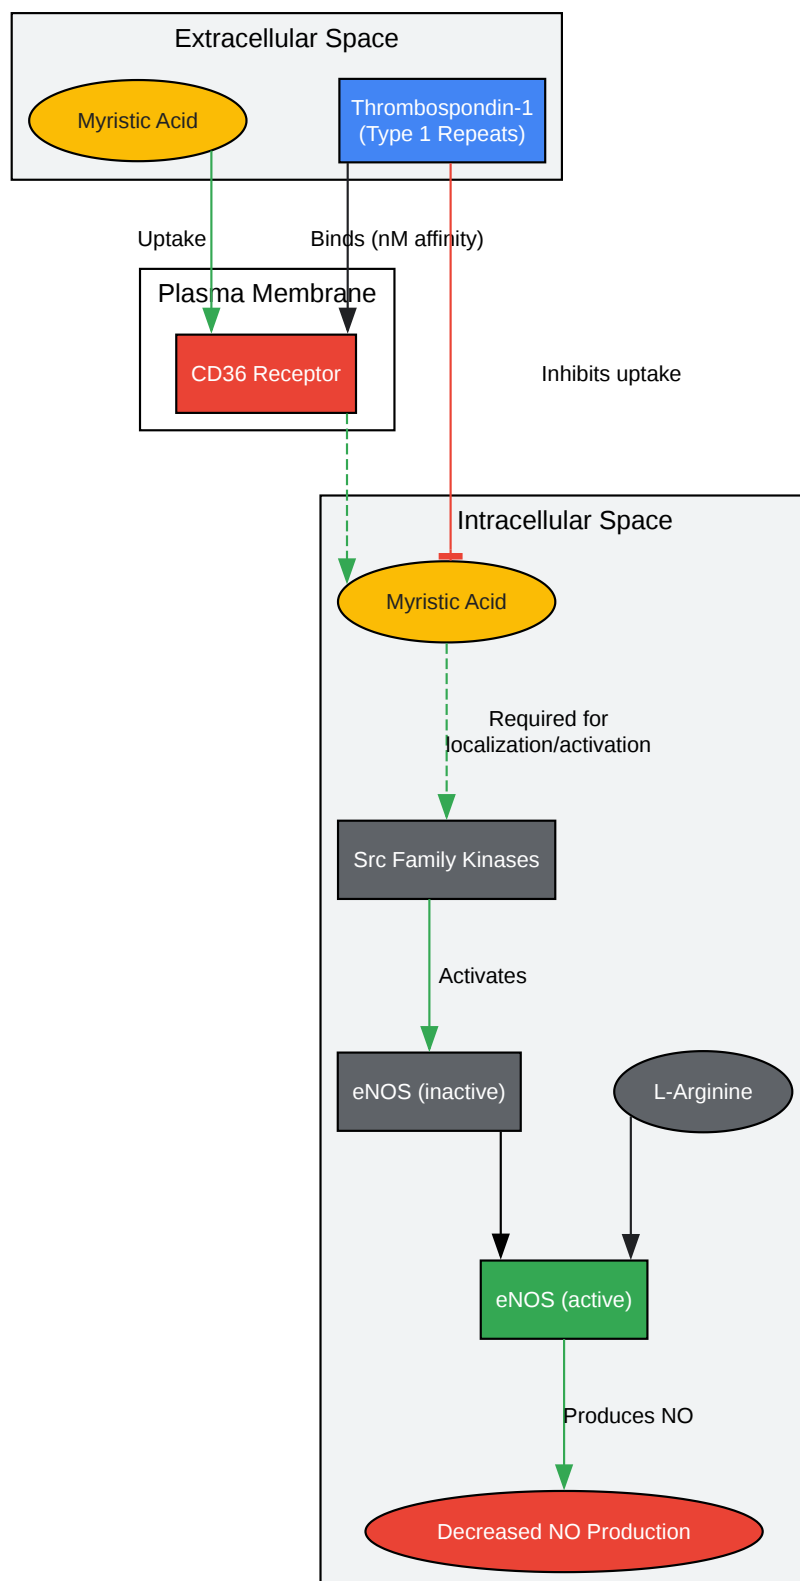 Extracellular Space
Myristic Acid
Thrombospondin-1
(Type 1 Repeats)
Uptake
Binds (nM affinity)
Plasma Membrane
CD36 Receptor
Inhibits uptake
Intracellular Space
Myristic Acid
Required for
localization/activation
Src Family Kinases
Activates
eNOS (inactive)
L-Arginine
eNOS (active)
Produces NO
Decreased NO Production